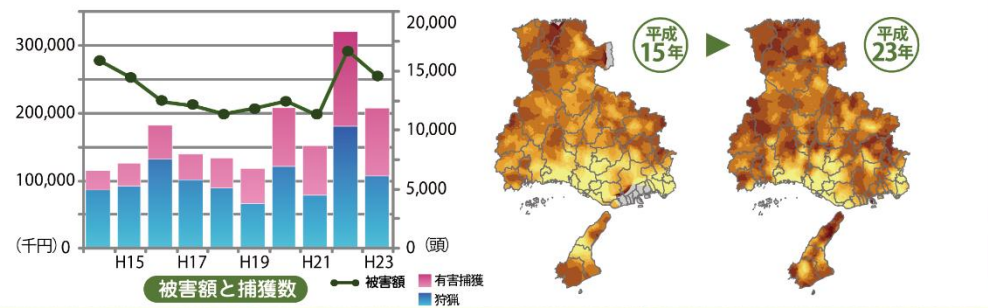 300,000
200,000
100,000
(千円) 0
20,000
15,000
10,000
5,000
0 (頭)
H15 H17 H19 H21 H23
被害額と捕獲数
被害額
有害捕獲
狩猟
平成
15年
平成
23年